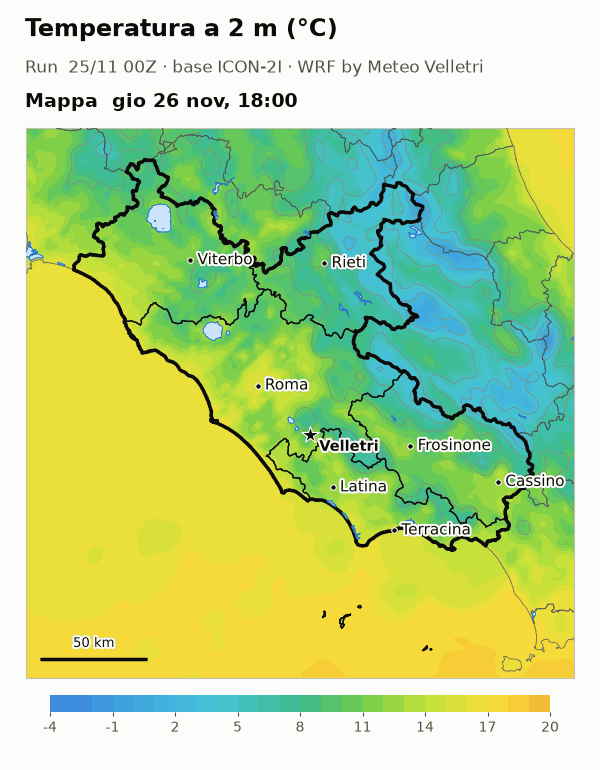 Temperatura a 2 m (°C)
Run  25/11 00Z · base ICON-2I · WRF by Meteo Velletri
Mappa  gio 26 nov, 18:00
Viterbo
Rieti
Roma
Velletri
Frosinone
Latina
Cassino
Terracina
50 km
-4 -1 2 5 8 11 14 17 20